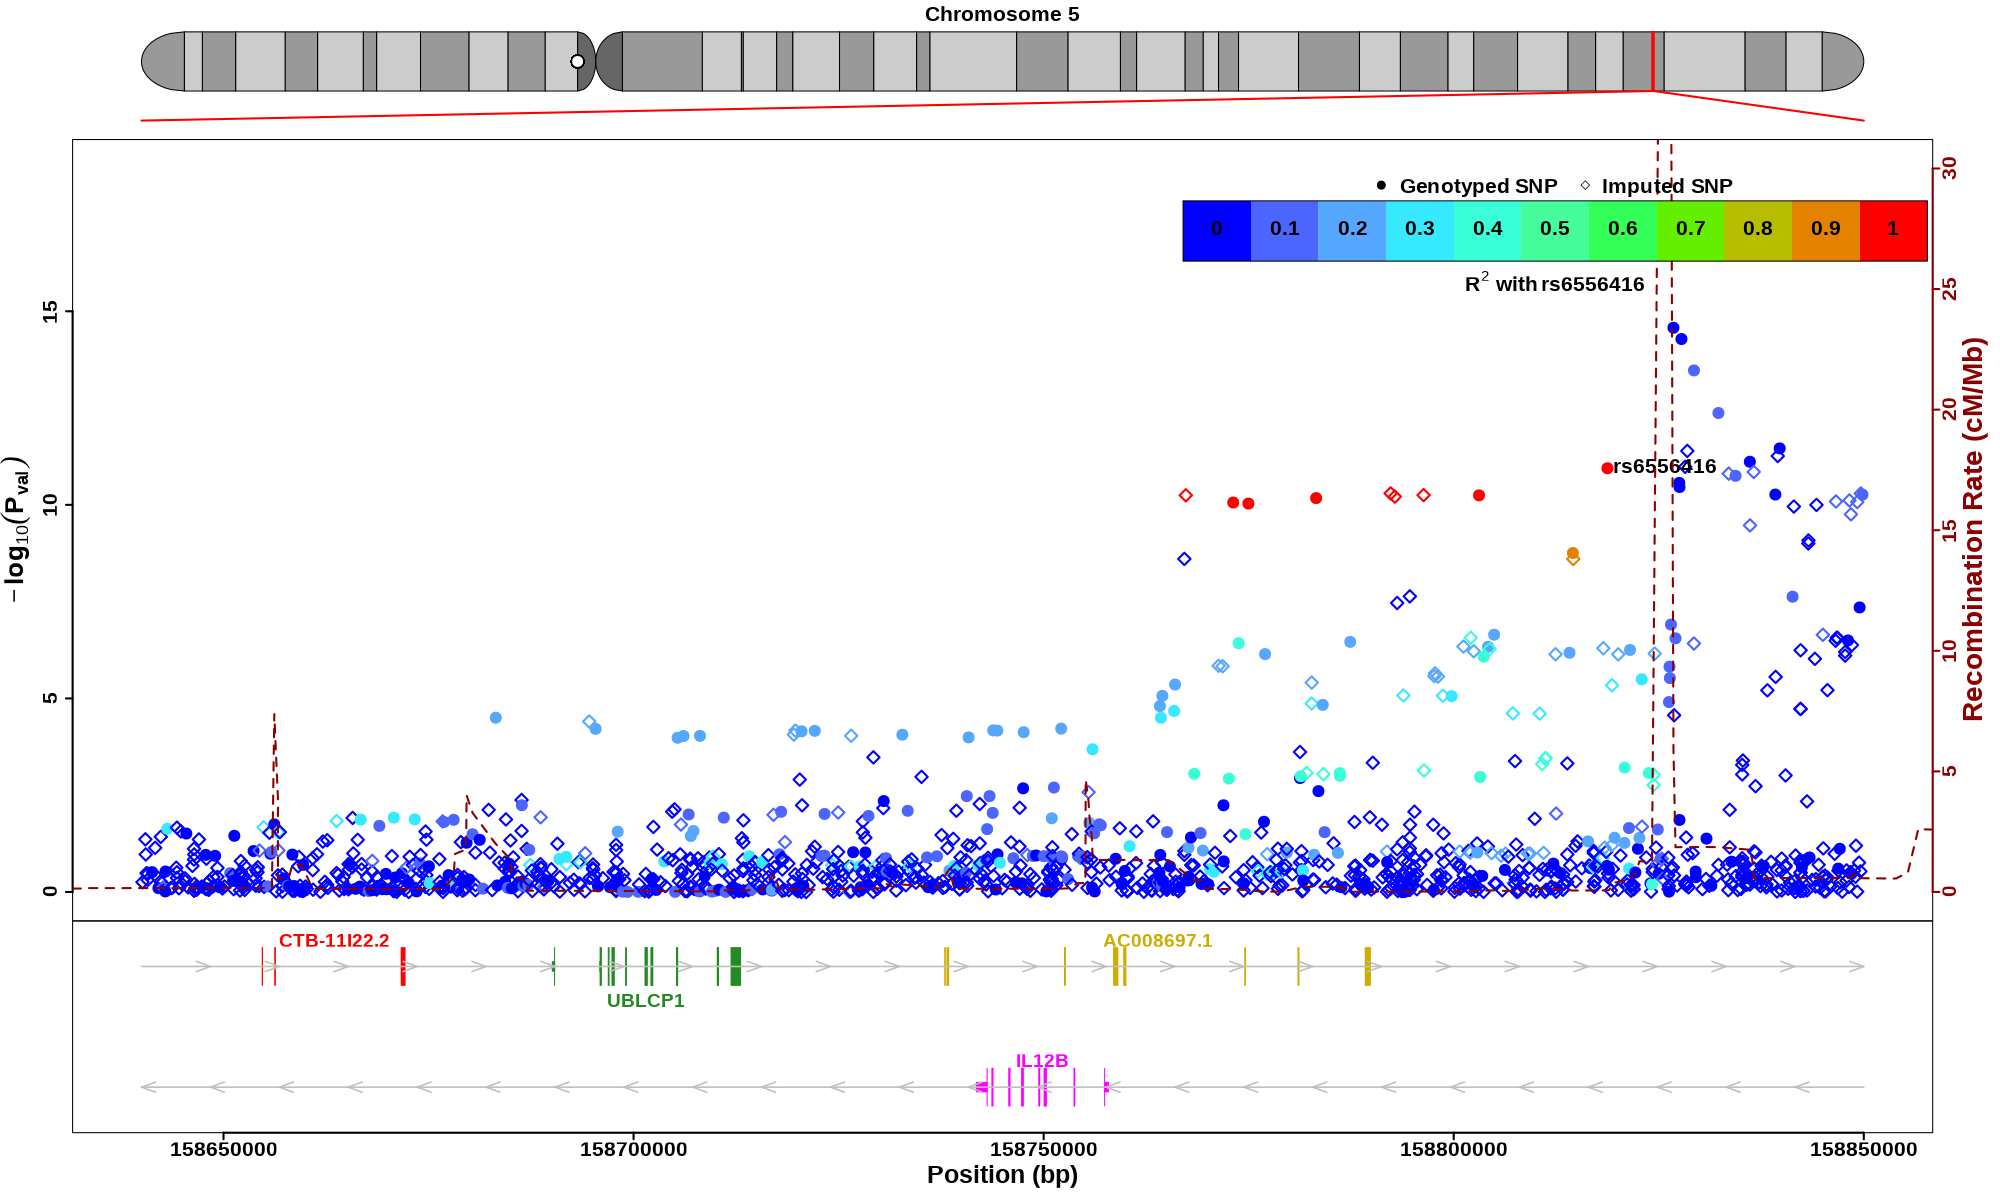 Chromosome 5
Genotyped SNP Imputed SNP
0 0.1 0.2 0.3 0.4 0.5 0.6 0.7 0.8 0.9 1
R2 with rs6556416
rs6556416
−log10(Pval)
0 5 10 15
Recombination Rate (cM/Mb)
0 5 10 15 20 25 30
CTB-11I22.2
AC008697.1
UBLCP1
IL12B
158650000 158700000 158750000 158800000 158850000
Position (bp)